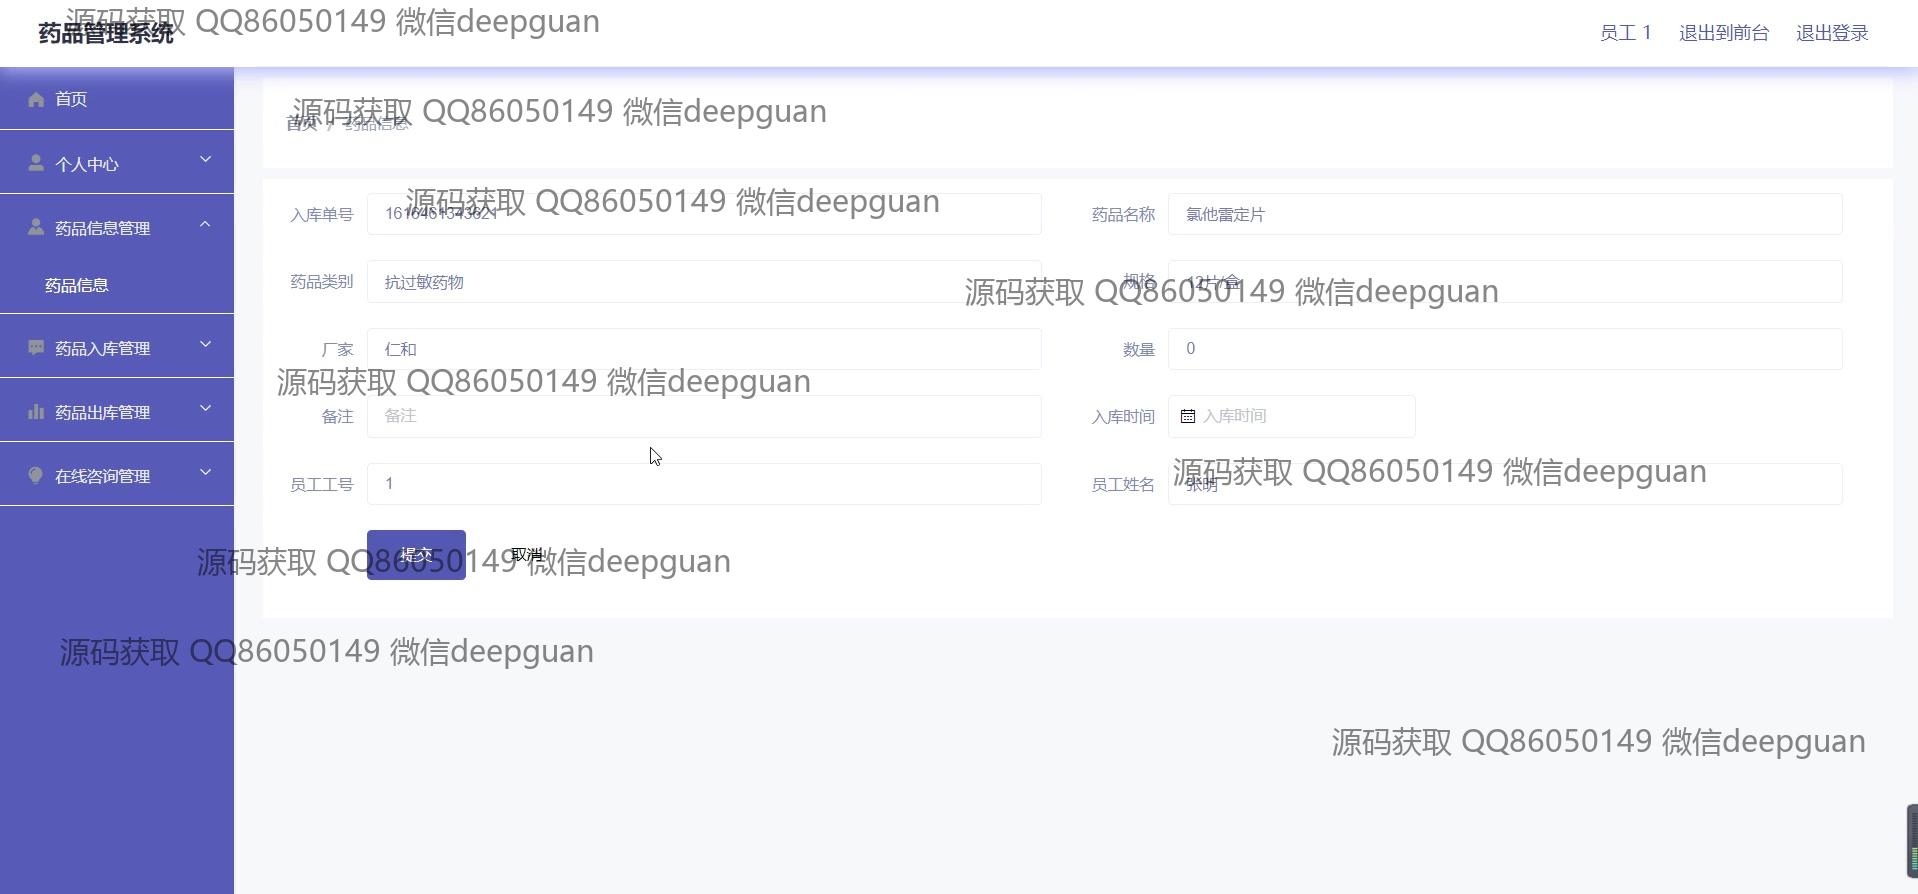 源码获取 QQ86050149 微信deepguan
药品管理系统
员工 1 退出到前台 退出登录
首页
源码获取 QQ86050149 微信deepguan
首页 / 药品信息
个人中心
药品信息管理
药品信息
药品入库管理
药品出库管理
在线咨询管理
源码获取 QQ86050149 微信deepguan
入库单号 1616461343621
药品名称 氯他雷定片
药品类别 抗过敏药物
规格 12片/盒
源码获取 QQ86050149 微信deepguan
厂家 仁和
数量 0
源码获取 QQ86050149 微信deepguan
备注 备注
入库时间 入库时间
源码获取 QQ86050149 微信deepguan
员工工号 1
员工姓名 张明
提交 取消
源码获取 QQ86050149 微信deepguan
源码获取 QQ86050149 微信deepguan
源码获取 QQ86050149 微信deepguan